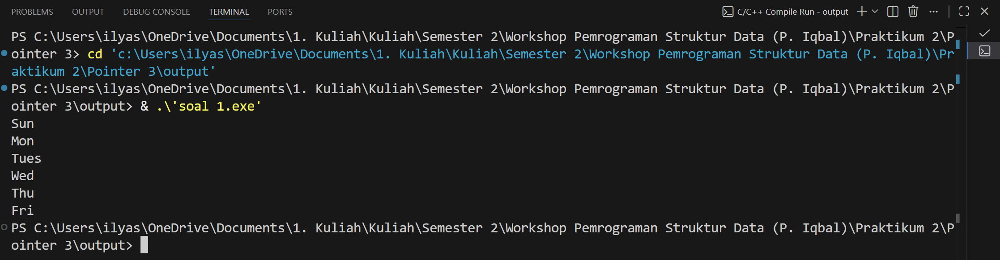 PROBLEMS OUTPUT DEBUG CONSOLE TERMINAL PORTS C/C++ Compile Run - output
PS C:\Users\ilyas\OneDrive\Documents\1. Kuliah\Kuliah\Semester 2\Workshop Pemrograman Struktur Data (P. Iqbal)\Praktikum 2\P
ointer 3> cd 'c:\Users\ilyas\OneDrive\Documents\1. Kuliah\Kuliah\Semester 2\Workshop Pemrograman Struktur Data (P. Iqbal)\Pr
aktikum 2\Pointer 3\output'
PS C:\Users\ilyas\OneDrive\Documents\1. Kuliah\Kuliah\Semester 2\Workshop Pemrograman Struktur Data (P. Iqbal)\Praktikum 2\P
ointer 3\output> & .\'soal 1.exe'
Sun
Mon
Tues
Wed
Thu
Fri
PS C:\Users\ilyas\OneDrive\Documents\1. Kuliah\Kuliah\Semester 2\Workshop Pemrograman Struktur Data (P. Iqbal)\Praktikum 2\P
ointer 3\output>